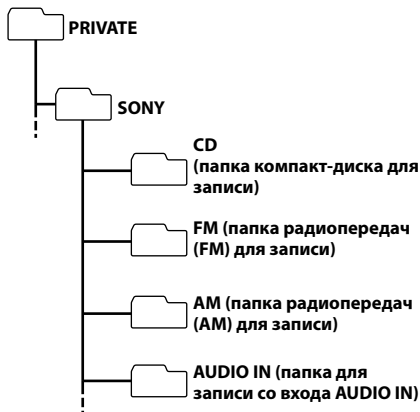 PRIVATE
SONY
CD
(папка компакт-диска для
записи)
FM (папка радиопередач
(FM) для записи)
AM (папка радиопередач
(AM) для записи)
AUDIO IN (папка для
записи со входа AUDIO IN)